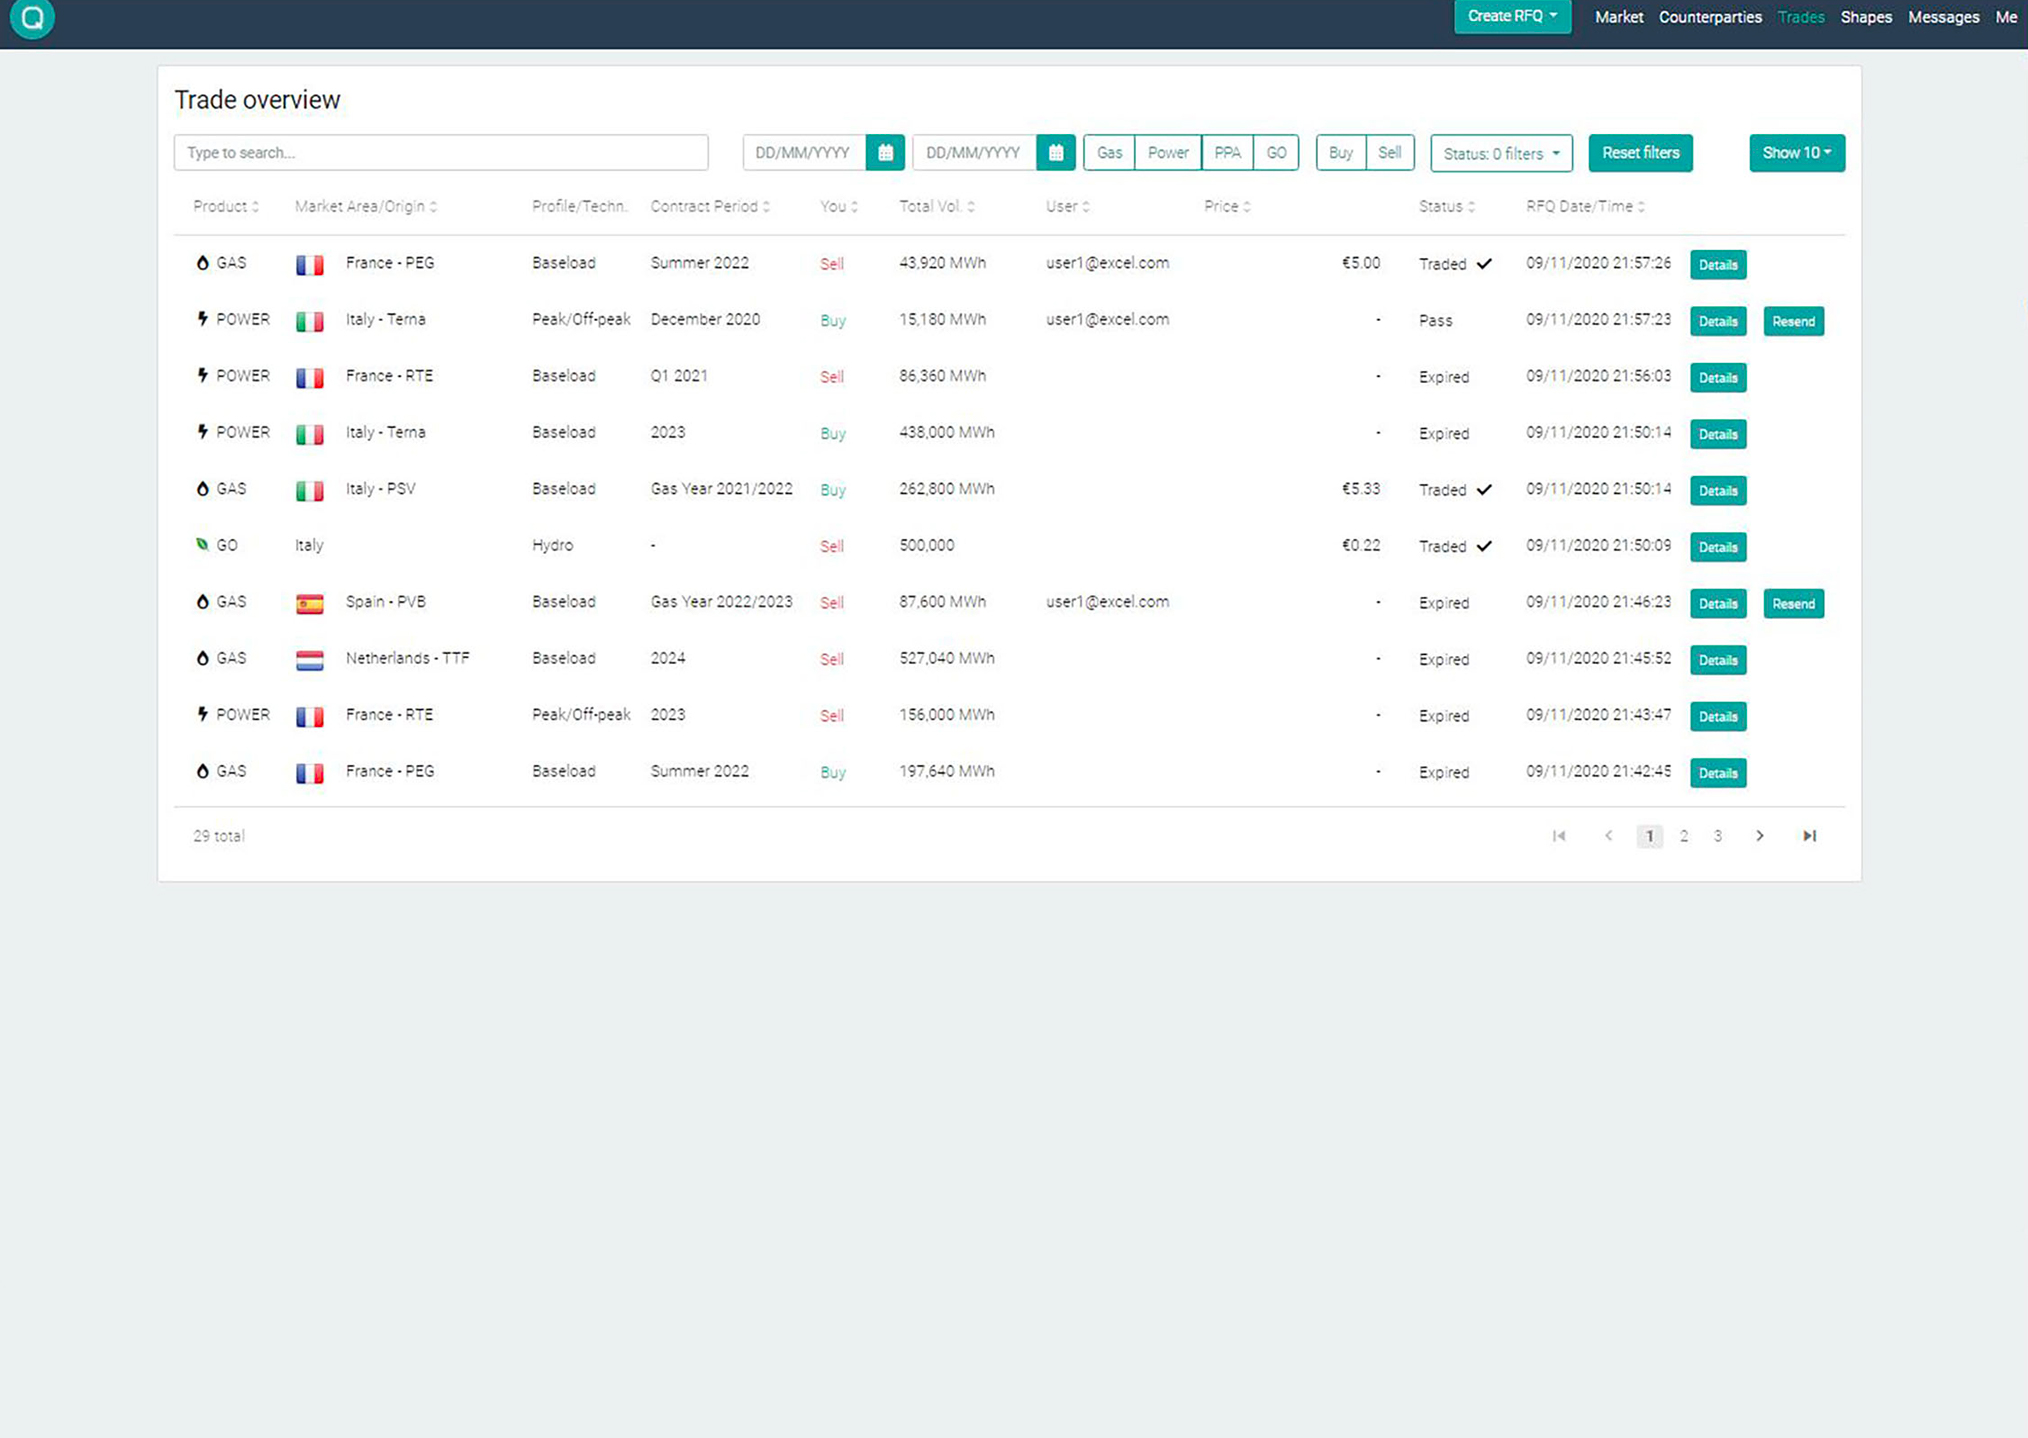 Q Create RFQ Market Counterparties Trades Shapes Messages Me
Trade overview
Type to search... DD/MM/YYYY DD/MM/YYYY Gas Power PPA GO Buy Sell Status: 0 filters Reset filters Show 10
Product Market Area/Origin Profile/Techn. Contract Period You Total Vol. User Price Status RFQ Date/Time
GAS France - PEG Baseload Summer 2022 Sell 43,920 MWh user1@excel.com €5.00 Traded 09/11/2020 21:57:26 Details
POWER Italy - Terna Peak/Off-peak December 2020 Buy 15,180 MWh user1@excel.com - Pass 09/11/2020 21:57:23 Details Resend
POWER France - RTE Baseload Q1 2021 Sell 86,360 MWh - Expired 09/11/2020 21:56:03 Details
POWER Italy - Terna Baseload 2023 Buy 438,000 MWh - Expired 09/11/2020 21:50:14 Details
GAS Italy - PSV Baseload Gas Year 2021/2022 Buy 262,800 MWh €5.33 Traded 09/11/2020 21:50:14 Details
GO Italy Hydro - Sell 500,000 €0.22 Traded 09/11/2020 21:50:09 Details
GAS Spain - PVB Baseload Gas Year 2022/2023 Sell 87,600 MWh user1@excel.com - Expired 09/11/2020 21:46:23 Details Resend
GAS Netherlands - TTF Baseload 2024 Sell 527,040 MWh - Expired 09/11/2020 21:45:52 Details
POWER France - RTE Peak/Off-peak 2023 Sell 156,000 MWh - Expired 09/11/2020 21:43:47 Details
GAS France - PEG Baseload Summer 2022 Buy 197,640 MWh - Expired 09/11/2020 21:42:45 Details
29 total 1 2 3